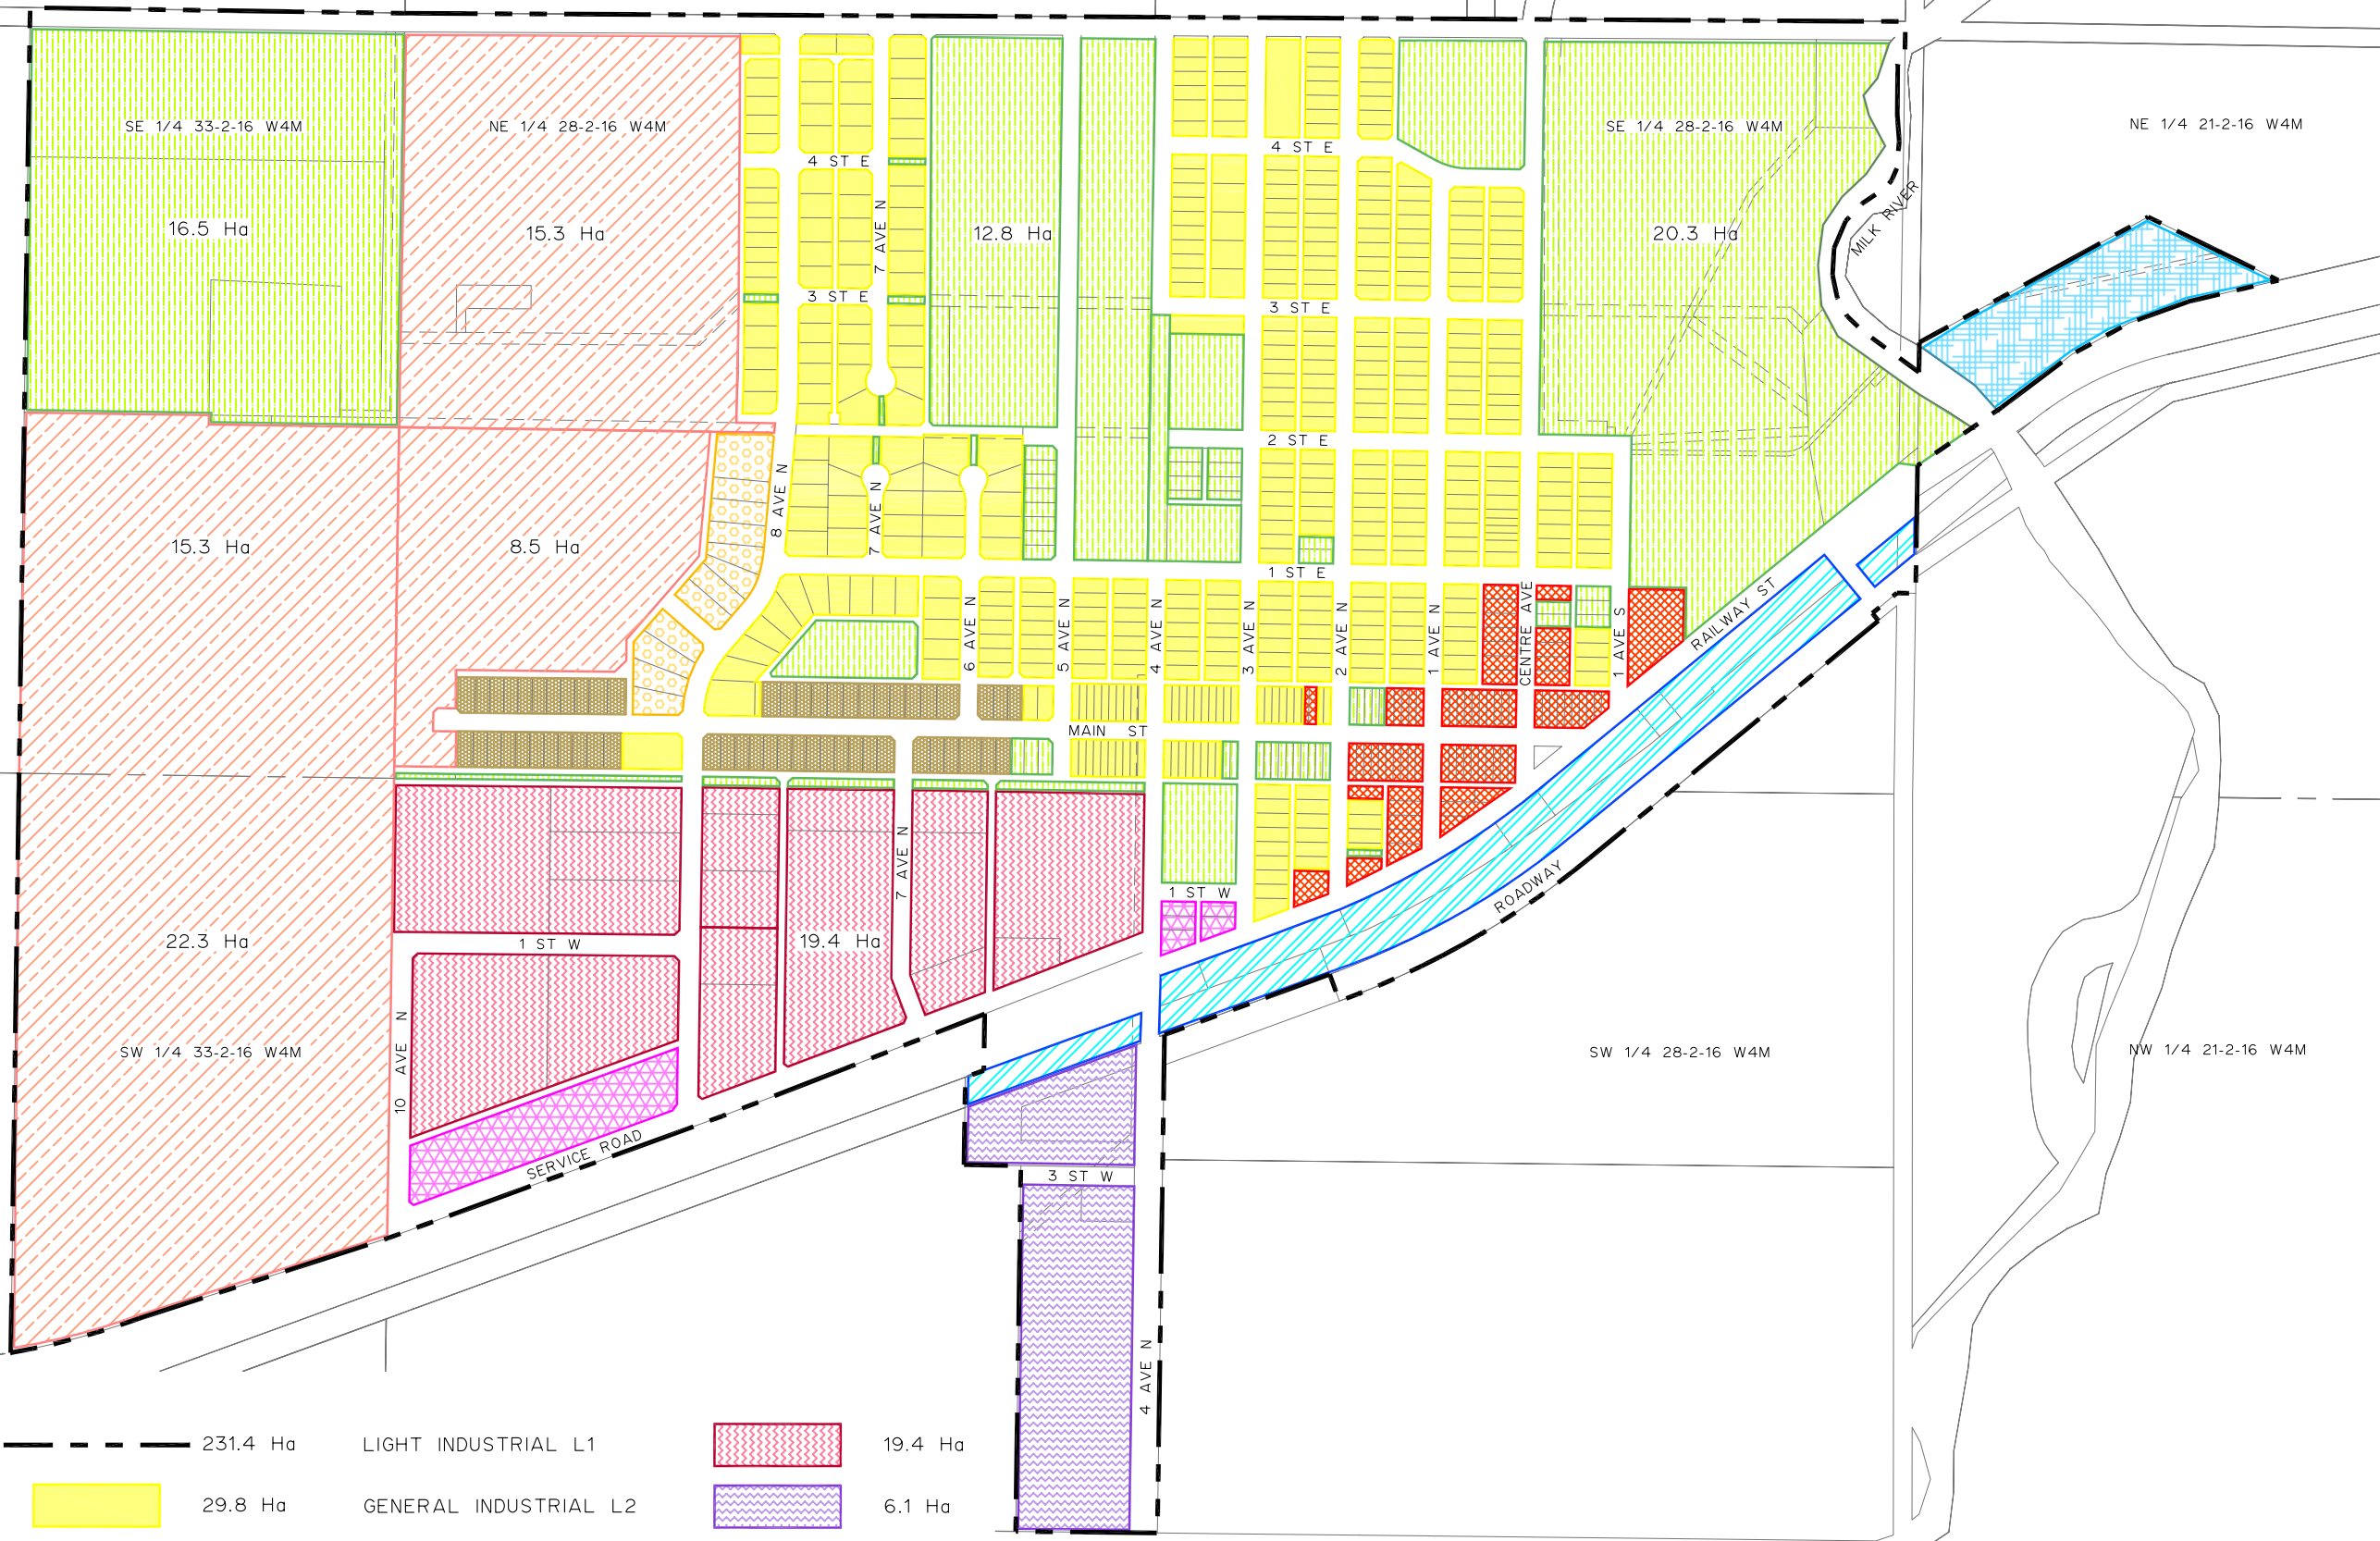 SE 1/4 33-2-16 W4M
NE 1/4 28-2-16 W4M
SE 1/4 28-2-16 W4M
NE 1/4 21-2-16 W4M
4 ST E
4 ST E
16.5 Ha
15.3 Ha
7 AVE N
12.8 Ha
20.3 Ha
MILK RIVER
3 ST E
3 ST E
2 ST E
15.3 Ha
8.5 Ha
8 AVE N
7 AVE N
1 ST E
6 AVE N
5 AVE N
4 AVE N
3 AVE N
2 AVE N
1 AVE N
CENTRE AVE
1 AVE S
RAILWAY ST
MAIN ST
7 AVE N
1 ST W
ROADWAY
22.3 Ha
1 ST W
19.4 Ha
10 AVE N
SW 1/4 33-2-16 W4M
SW 1/4 28-2-16 W4M
NW 1/4 21-2-16 W4M
SERVICE ROAD
3 ST W
4 AVE N
231.4 Ha
LIGHT INDUSTRIAL L1
19.4 Ha
29.8 Ha
GENERAL INDUSTRIAL L2
6.1 Ha